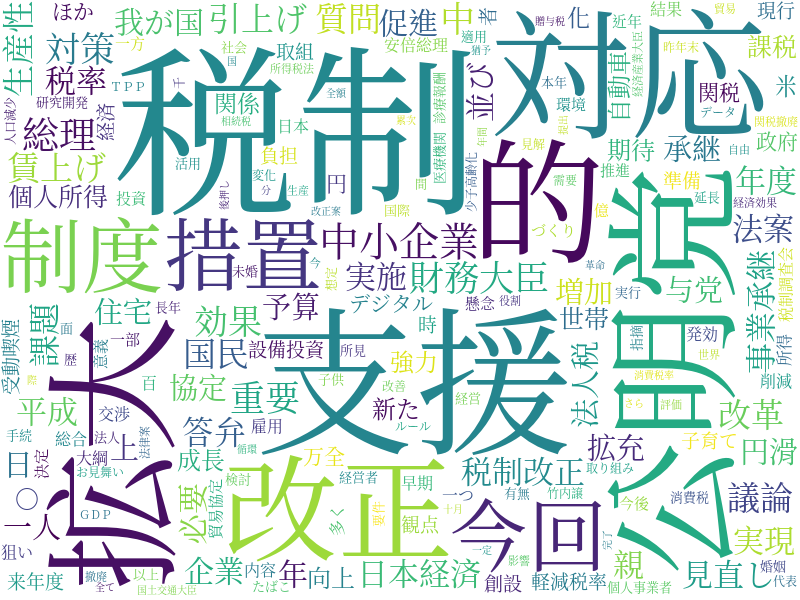 ほか
我が国
引上げ
質問
促進
中
者
贈与税
適用
猶予
貿易
現行
化
近年
結果
生産性
対策
一方
TPP
税率
経済
研究開発
人口減少
総理
賃上げ
個人所得
税制
社会
国
取組
所得税法
関係
相続税
日本
千
活用
負担
投資
変化
分
生産
後押し
改正案
国際
円
安倍総理
全額
累次
医療機関
診療報酬
少子高齢化
並び
対応
年間
本年
環境
見解
提出
需要
推進
自動車
昨年末
経済産業大臣
課税
米
関税
関税撤廃
データ
自由
政府
期待
承継
準備
延長
年度
経済効果
制度
措置
的
中小企業
未婚
今
想定
実施
財務大臣
づくり
億
増加
革命
役割
実行
法案
与党
税制調査会
事業承継
公明党
住宅
課題
受動喫煙
面
歴
長年
意義
一部
効果
予算
デジタル
懸念
時
世帯
指摘
発効
所得
世界
削減
国民
設備投資
所見
強力
法人税
消費税率
拡大
支援
百
際
協定
重要
子供
改善
経営
新た
ルール
さら
評価
改革
平成
交渉
答弁
雇用
手続
総合
法人
法律案
拡充
子育て
円滑
日
決定
大綱
上
お見舞い
成長
循環
万全
改正
検討
経営者
早期
税制改正
取り組み
〇
一人
GDP
必要
貿易協定
多く
要件
観点
十月
一つ
有無
竹内譲
今回
完了
今後
消費税
議論
実現
狙い
来年度
撤廃
全て
以上
たばこ
国土交通大臣
企業
内容
年
向上
日本経済
一定
影響
創設
軽減税率
親
個人事業者
見直し
婚姻
代表